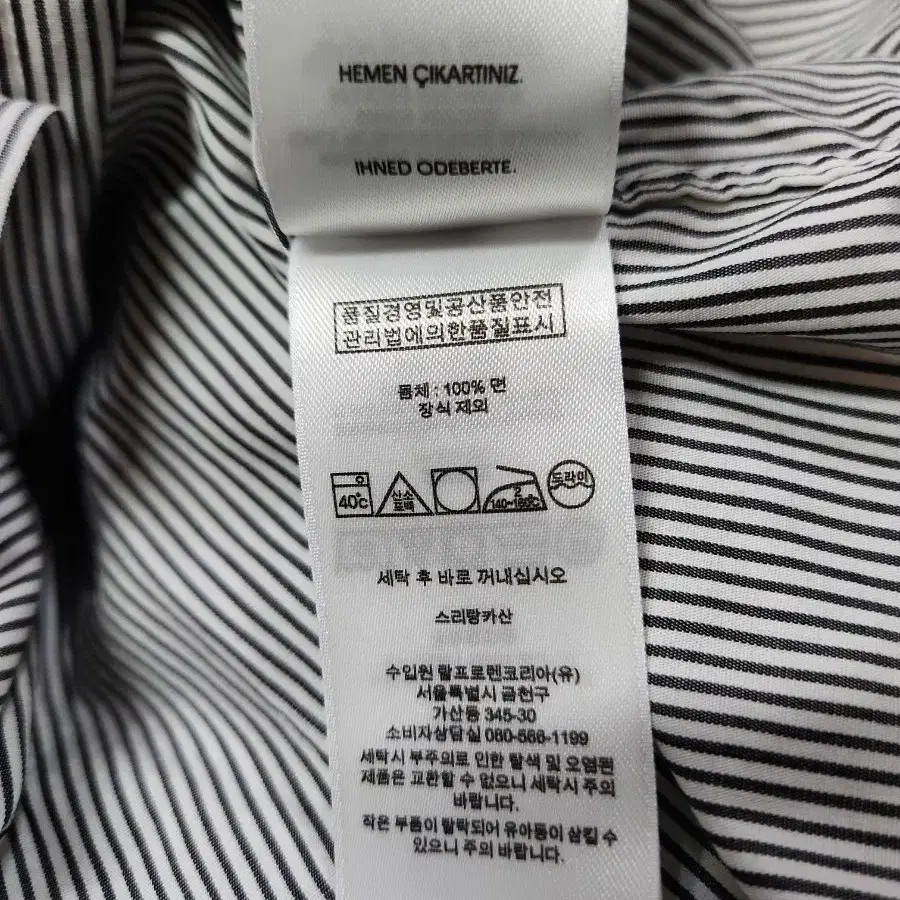 HEMEN ÇIKARTINIZ.
IHNED ODEBERTE.
품질경영및공산품안전
관리법에의한품질표시
몸체 : 100% 면
장식 제외
40°C 산소 표백 2 140~160°C 드라이
세탁 후 바로 꺼내십시오
스리랑카산
수입원 랄프로렌코리아(유)
서울특별시 금천구
가산동 345-30
소비자상담실 080-566-1199
세탁시 부주의로 인한 탈색 및 오염된
제품은 교환할 수 없으니 세탁시 주의
바랍니다.
작은 부품이 탈락되어 유아등이 삼킬 수
있으니 주의 바랍니다.